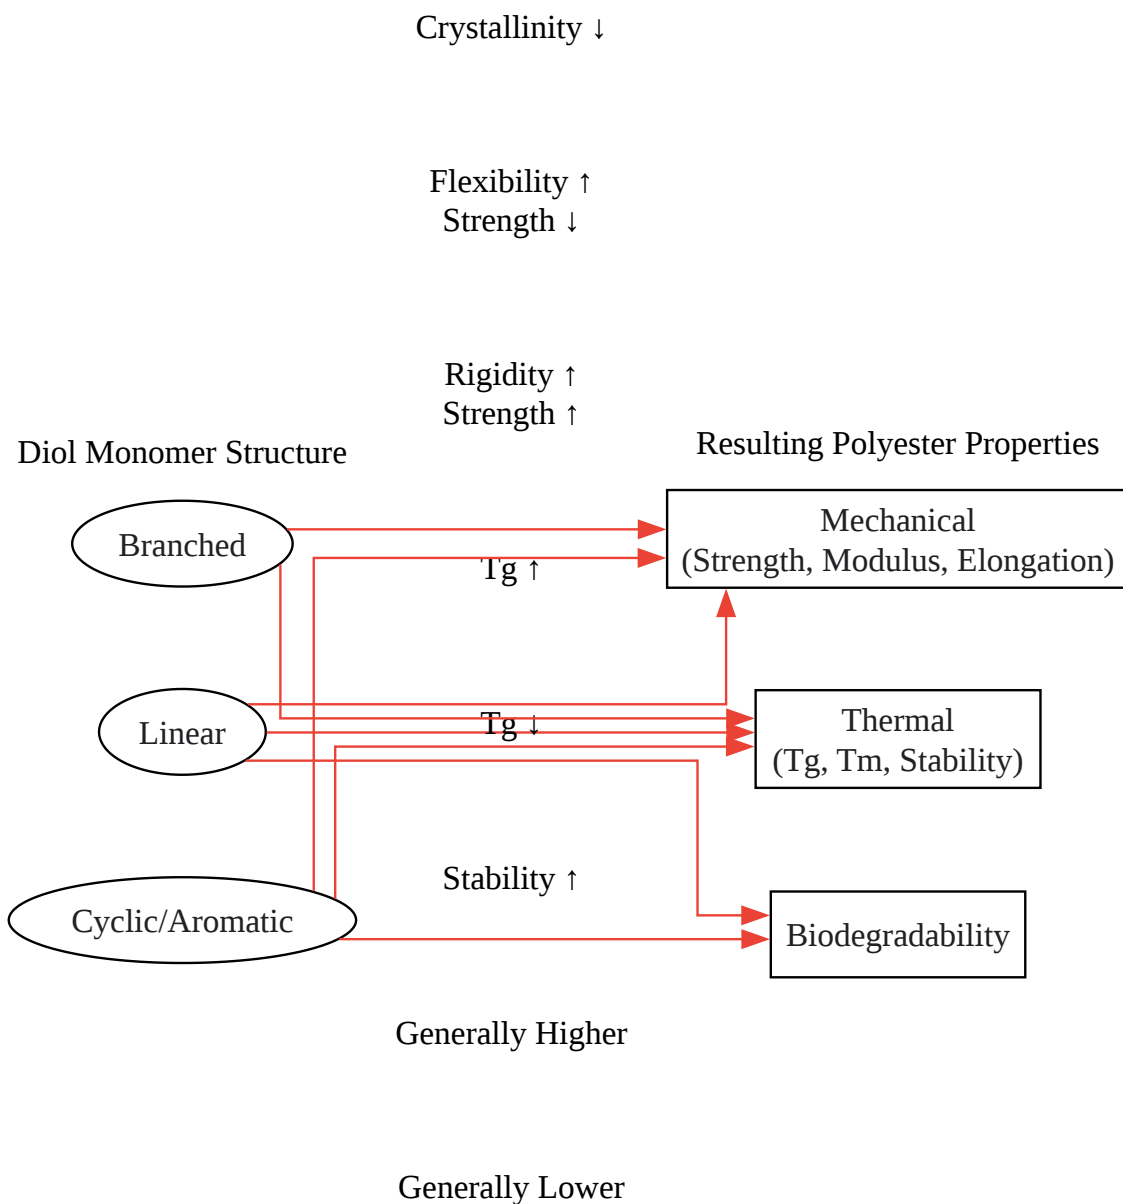 Crystallinity ↓
Flexibility ↑
Strength ↓
Rigidity ↑
Strength ↑
Diol Monomer Structure
Resulting Polyester Properties
Branched
Mechanical
(Strength, Modulus, Elongation)
Tg ↑
Linear
Tg ↓
Thermal
(Tg, Tm, Stability)
Stability ↑
Cyclic/Aromatic
Biodegradability
Generally Higher
Generally Lower